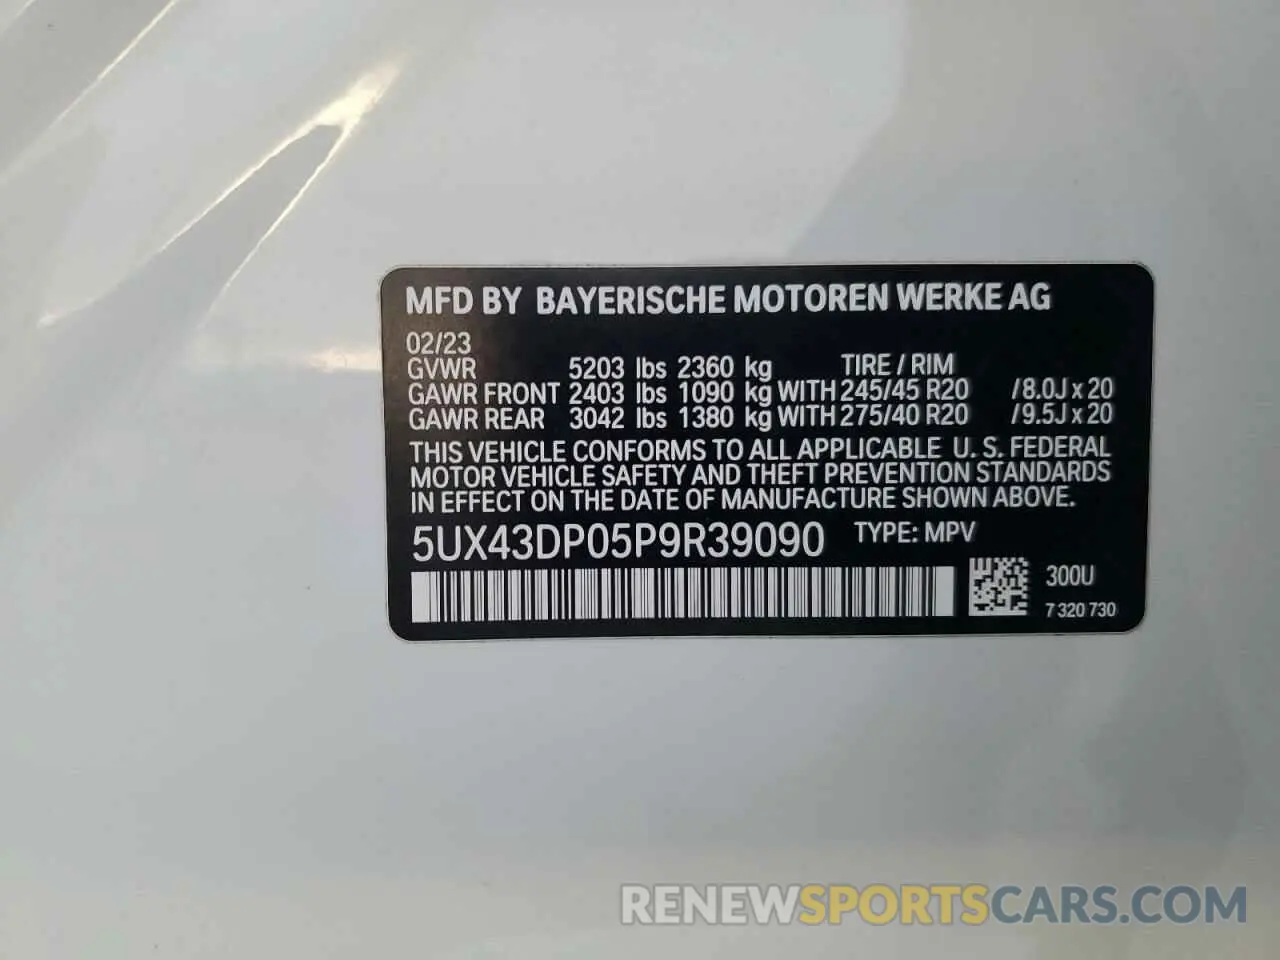 MFD BY BAYERISCHE MOTOREN WERKE AG
02/23
GVWR 5203 lbs 2360 kg TIRE / RIM
GAWR FRONT 2403 lbs 1090 kg WITH 245/45 R20 /8.0J x 20
GAWR REAR 3042 lbs 1380 kg WITH 275/40 R20 /9.5J x 20
THIS VEHICLE CONFORMS TO ALL APPLICABLE U. S. FEDERAL
MOTOR VEHICLE SAFETY AND THEFT PREVENTION STANDARDS
IN EFFECT ON THE DATE OF MANUFACTURE SHOWN ABOVE.
5UX43DP05P9R39090 TYPE: MPV
300U
7 320 730
RENEWSPORTSCARS.COM